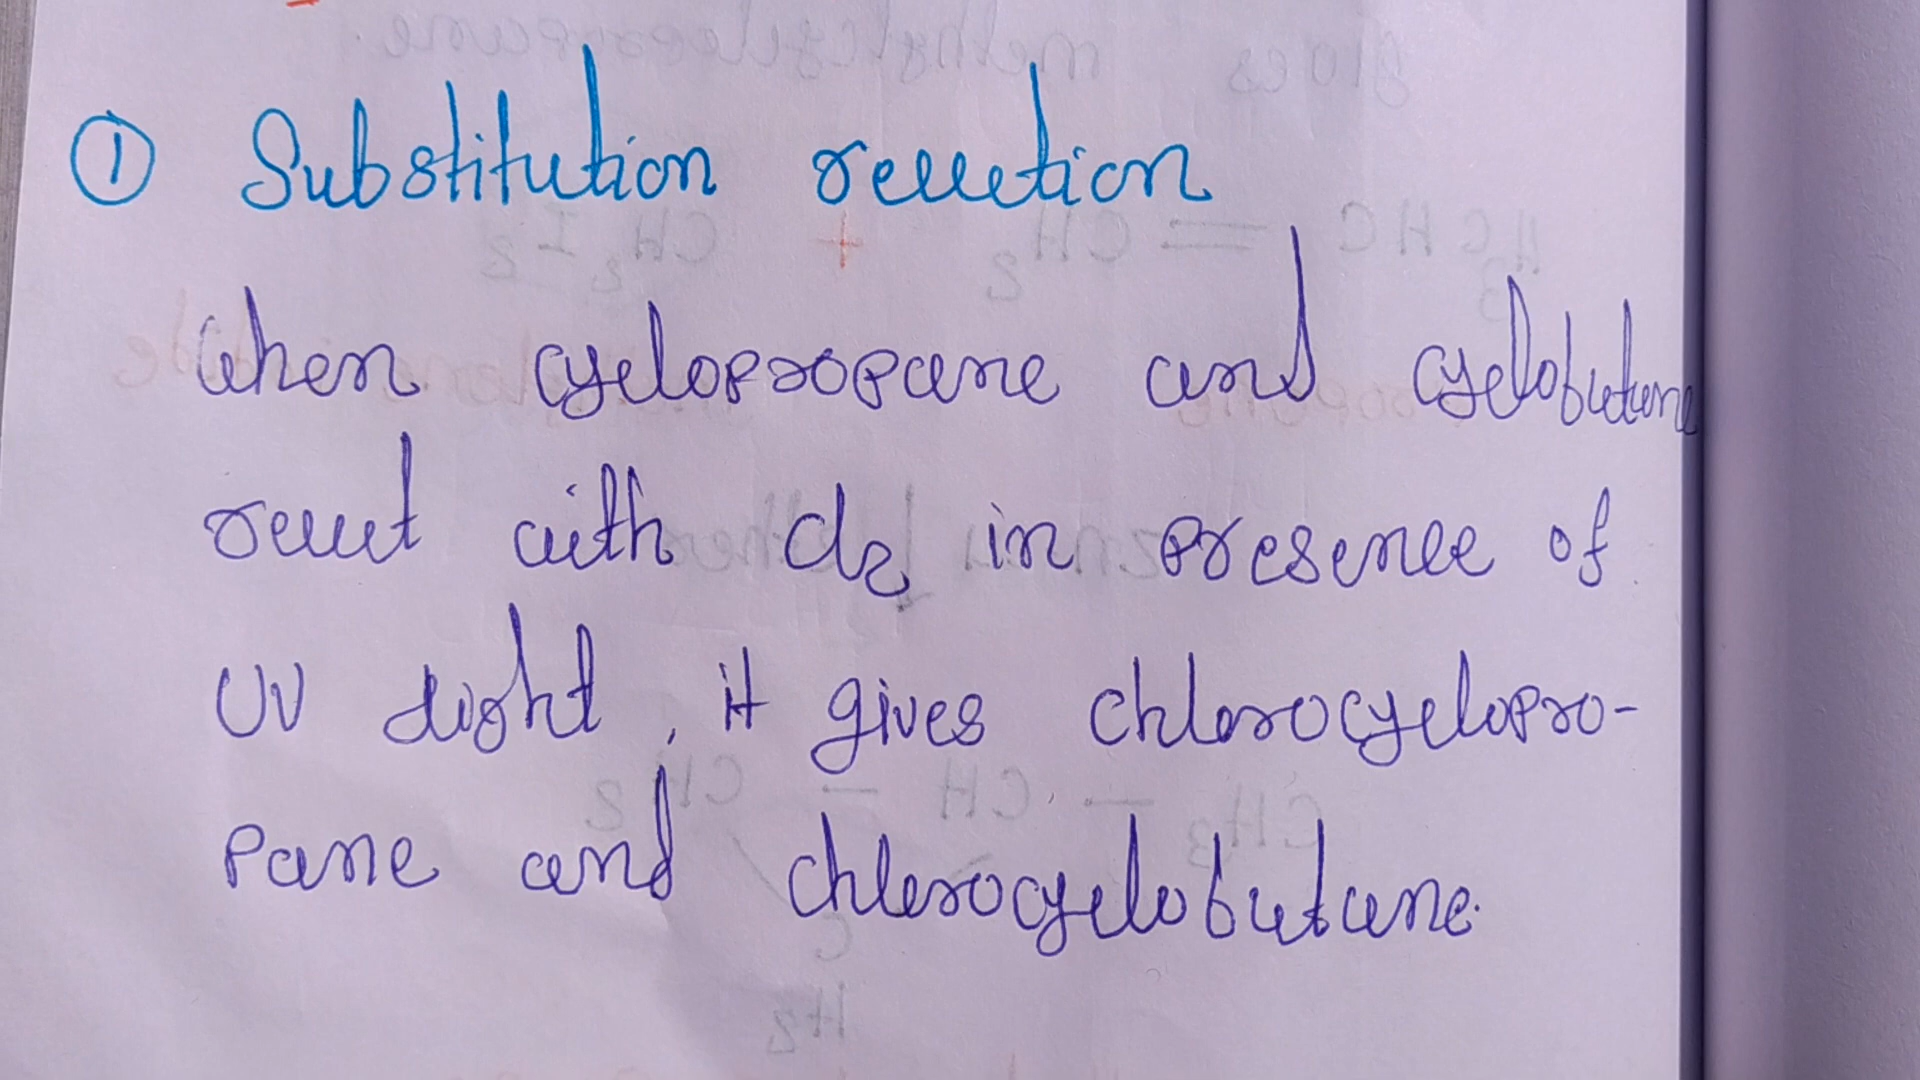 ① Substitution reaction
when cyclopropane and cyclobutane
react with Cl₂ in presence of
UV light, it gives chlorocyclopro-
pane and chlorocyclobutane.